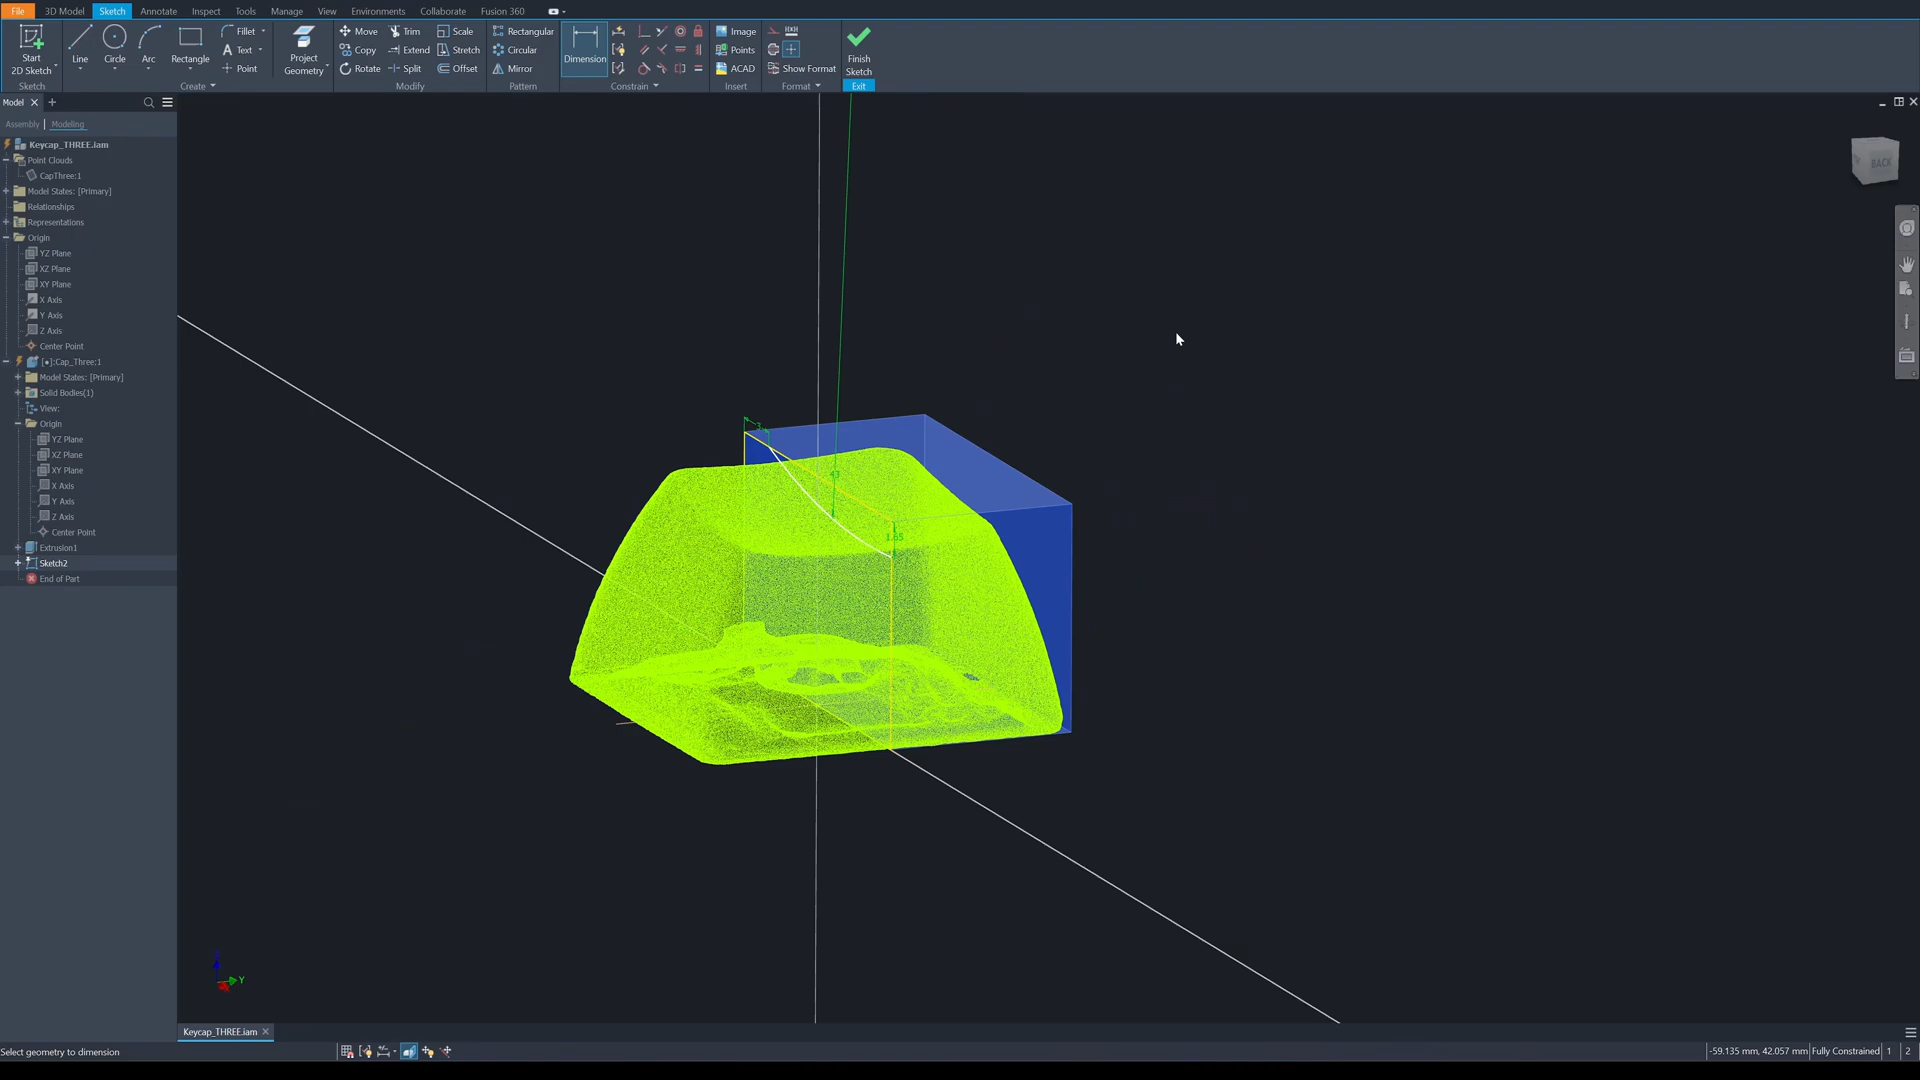 File 3D Model Sketch Annotate Inspect Tools Manage View Environments Collaborate Fusion 360
Start
2D Sketch
Line
Circle
Arc
Rectangle
Fillet
Text
Point
Project
Geometry
Move
Copy
Rotate
Trim
Extend
Split
Scale
Stretch
Offset
Rectangular
Circular
Mirror
Dimension
Image
Points
ACAD
Show Format
Finish
Sketch
Sketch Create Modify Pattern Constrain Insert Format Exit
Model
Assembly Modeling
Keycap_THREE.iam
Point Clouds
CapThree:1
Model States: [Primary]
Relationships
Representations
Origin
YZ Plane
XZ Plane
XY Plane
X Axis
Y Axis
Z Axis
Center Point
[●]:Cap_Three:1
Model States: [Primary]
Solid Bodies(1)
View:
Origin
YZ Plane
XZ Plane
XY Plane
X Axis
Y Axis
Z Axis
Center Point
Extrusion1
Sketch2
End of Part
BACK
3
43
1.65
Y
Keycap_THREE.iam
Select geometry to dimension
-59.135 mm, 42.057 mm Fully Constrained 1 2